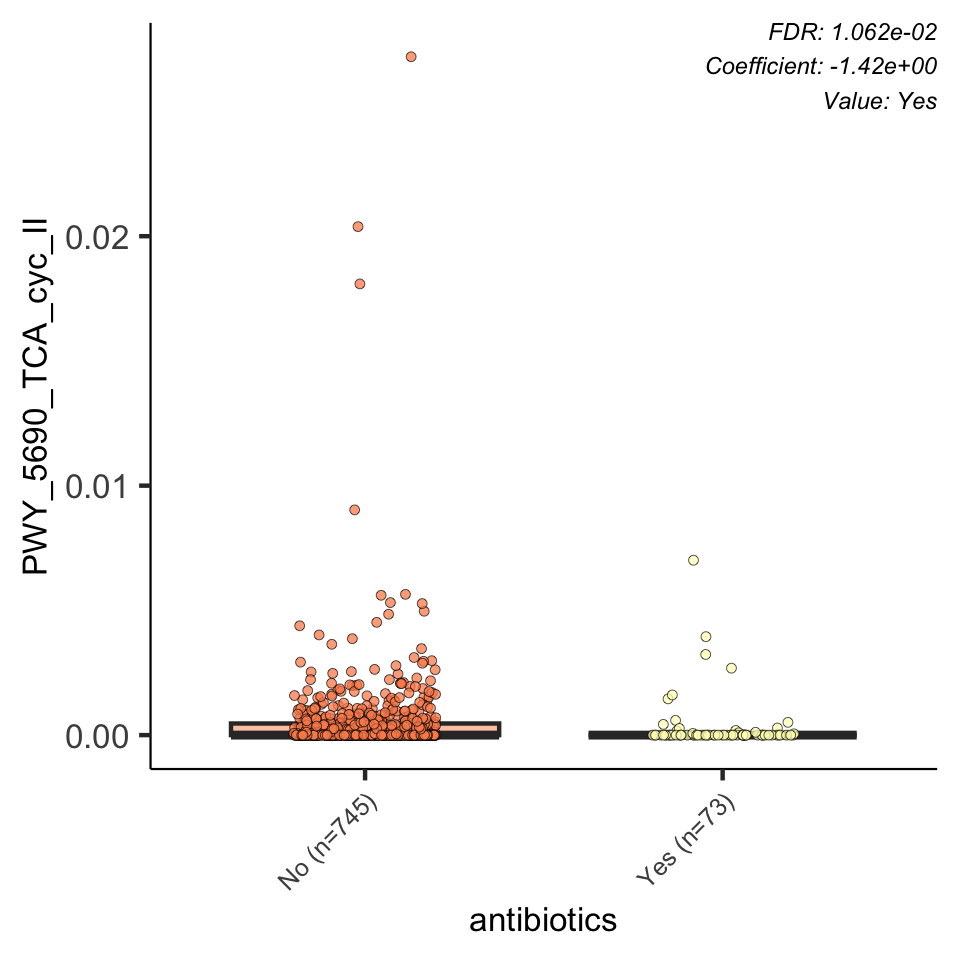 FDR: 1.062e-02
Coefficient: -1.42e+00
Value: Yes
PWY_5690_TCA_cyc_II
0.02
0.01
0.00
No (n=745)
Yes (n=73)
antibiotics